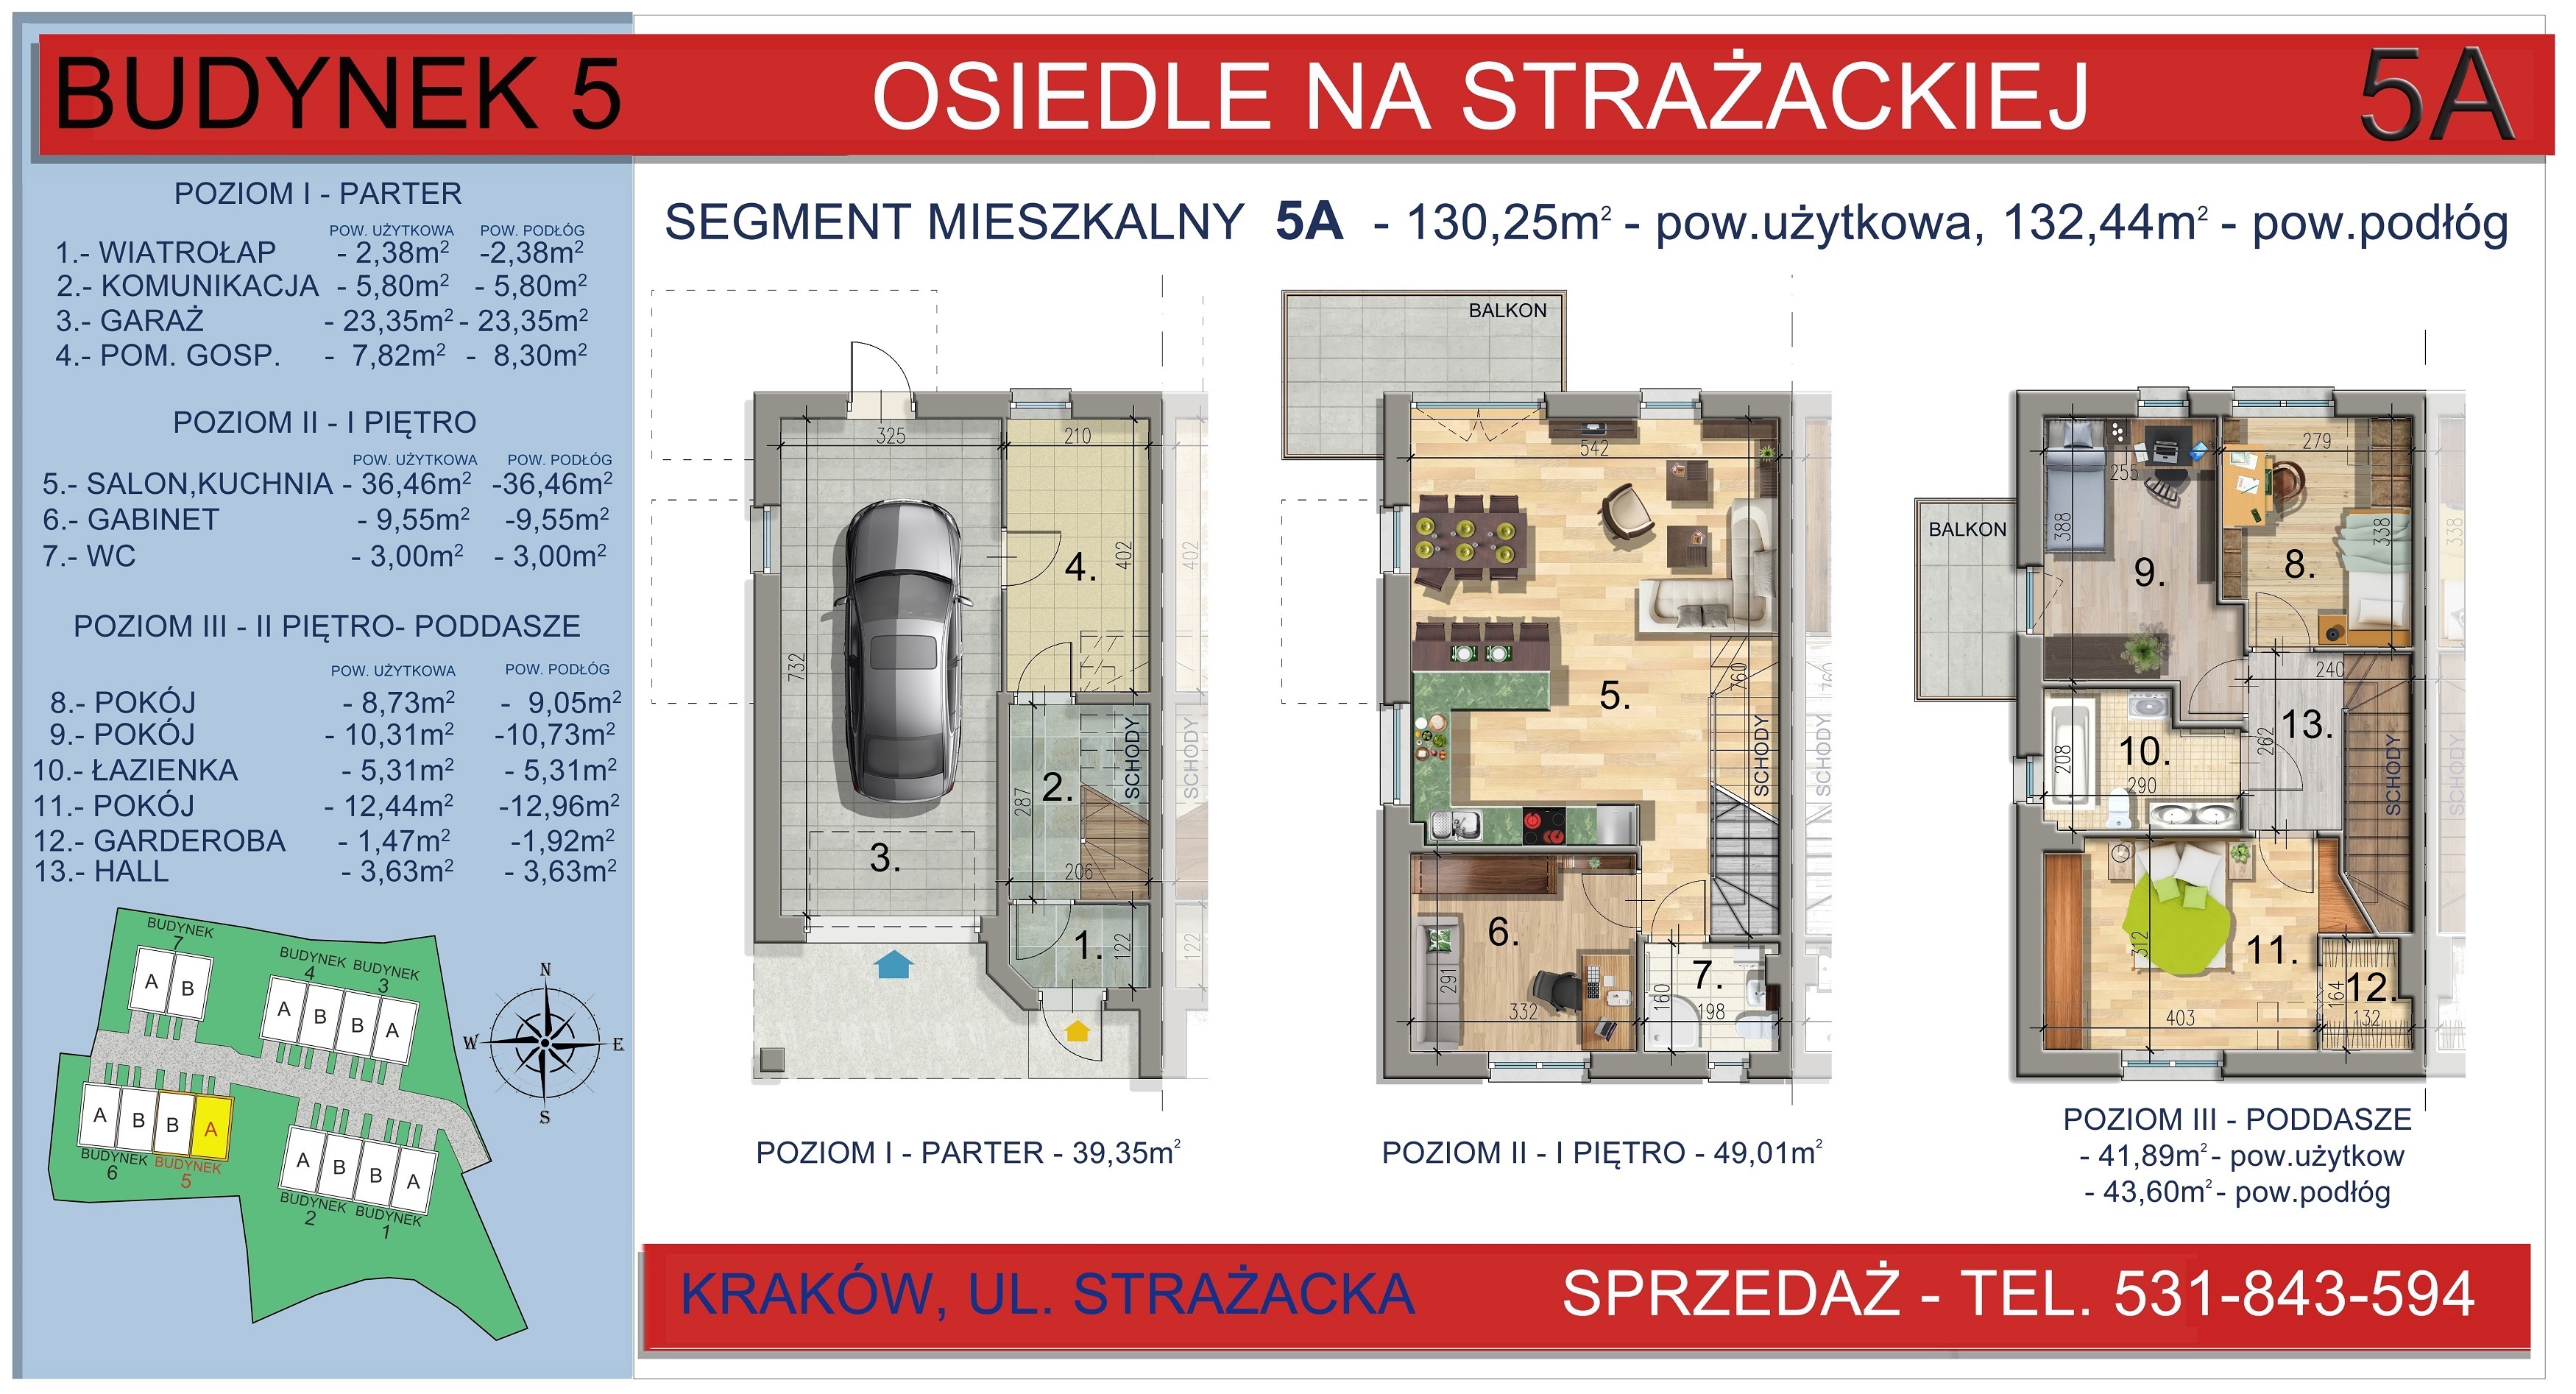 BUDYNEK 5 OSIEDLE NA STRAŻACKIEJ 5A
POZIOM I - PARTER
POW. UŻYTKOWA POW. PODŁÓG
1.- WIATROŁAP - 2,38m² -2,38m²
2.- KOMUNIKACJA - 5,80m² - 5,80m²
3.- GARAŻ - 23,35m² - 23,35m²
4.- POM. GOSP. - 7,82m² - 8,30m²
POZIOM II - I PIĘTRO
POW. UŻYTKOWA POW. PODŁÓG
5.- SALON,KUCHNIA - 36,46m² -36,46m²
6.- GABINET - 9,55m² -9,55m²
7.- WC - 3,00m² - 3,00m²
POZIOM III - II PIĘTRO- PODDASZE
POW. UŻYTKOWA POW. PODŁÓG
8.- POKÓJ - 8,73m² - 9,05m²
9.- POKÓJ - 10,31m² -10,73m²
10.- ŁAZIENKA - 5,31m² - 5,31m²
11.- POKÓJ - 12,44m² -12,96m²
12.- GARDEROBA - 1,47m² -1,92m²
13.- HALL - 3,63m² - 3,63m²
BUDYNEK
7
A B
BUDYNEK
4
BUDYNEK
3
A B B A
A B B A
BUDYNEK
6
BUDYNEK
5
A B B A
BUDYNEK
2
BUDYNEK
1
N
W E
S
SEGMENT MIESZKALNY 5A - 130,25m² - pow.użytkowa, 132,44m² - pow.podłóg
325
210
402
402
4.
732
2.
287
SCHODY
SCHODY
3.
206
1.
122
122
POZIOM I - PARTER - 39,35m²
BALKON
542
5.
760
760
SCHODY
SCHODY
6.
291
332
7.
160
198
POZIOM II - I PIĘTRO - 49,01m²
BALKON
255
279
388
338
338
9.
8.
240
13.
262
10.
208
290
SCHODY
SCHODY
312
11.
12.
164
403
132
POZIOM III - PODDASZE
- 41,89m² - pow.użytkow
- 43,60m² - pow.podłóg
KRAKÓW, UL. STRAŻACKA SPRZEDAŻ - TEL. 531-843-594